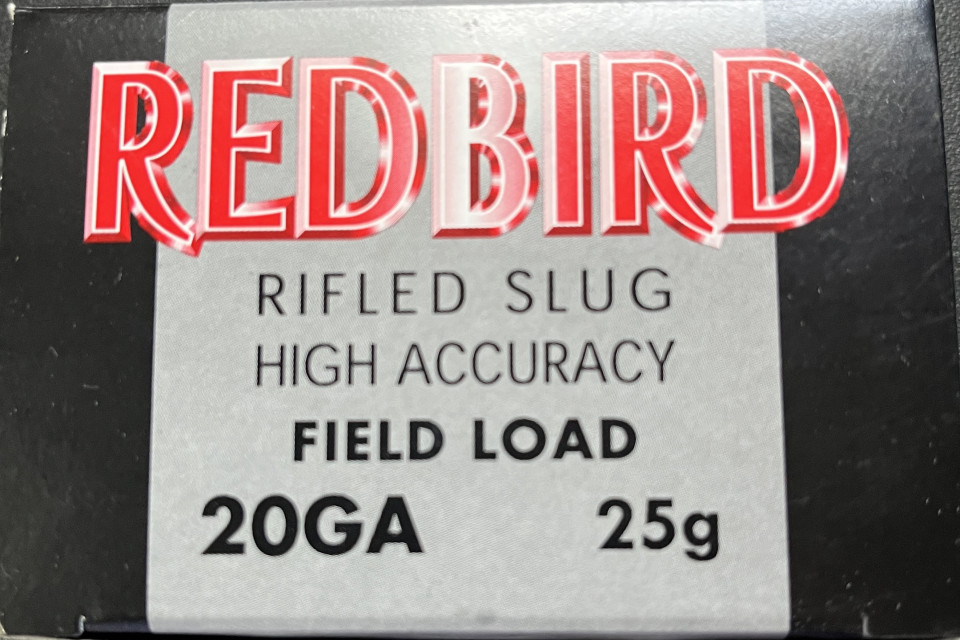 REDBIRD
RIFLED SLUG
HIGH ACCURACY
FIELD LOAD
20GA 25g